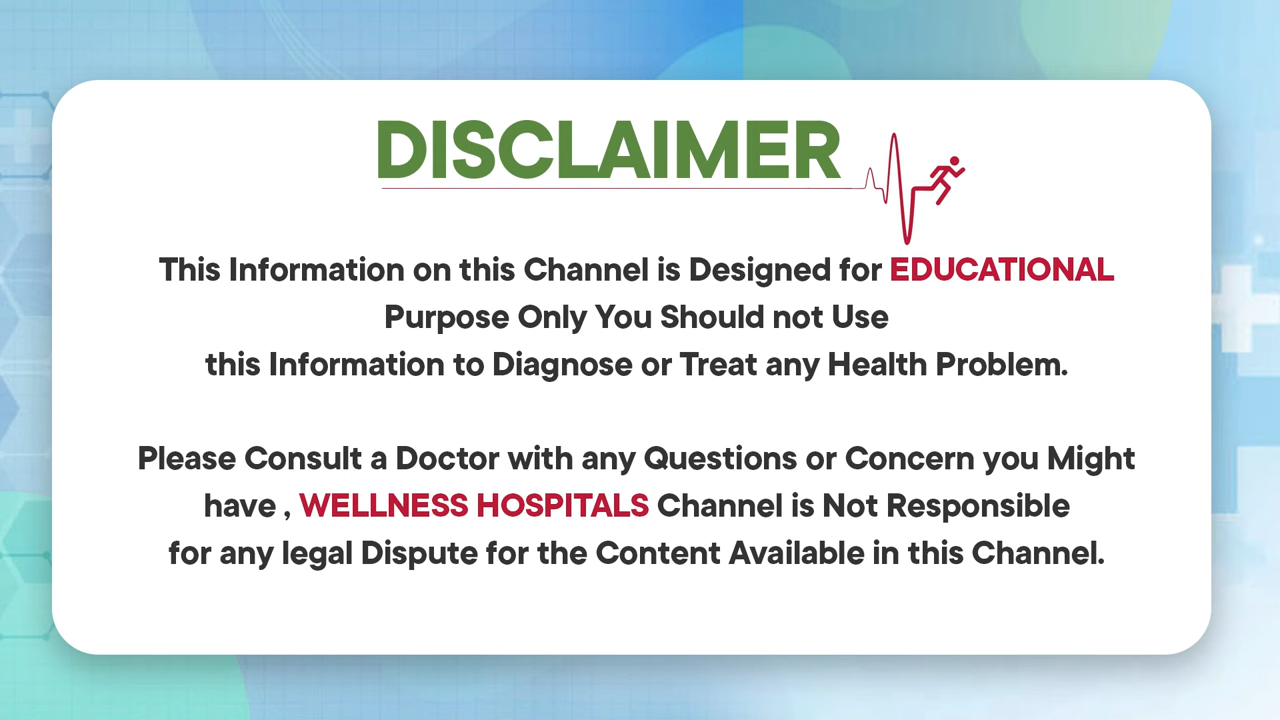 DISCLAIMER
This Information on this Channel is Designed for EDUCATIONAL
Purpose Only You Should not Use
this Information to Diagnose or Treat any Health Problem.
Please Consult a Doctor with any Questions or Concern you Might
have , WELLNESS HOSPITALS Channel is Not Responsible
for any legal Dispute for the Content Available in this Channel.